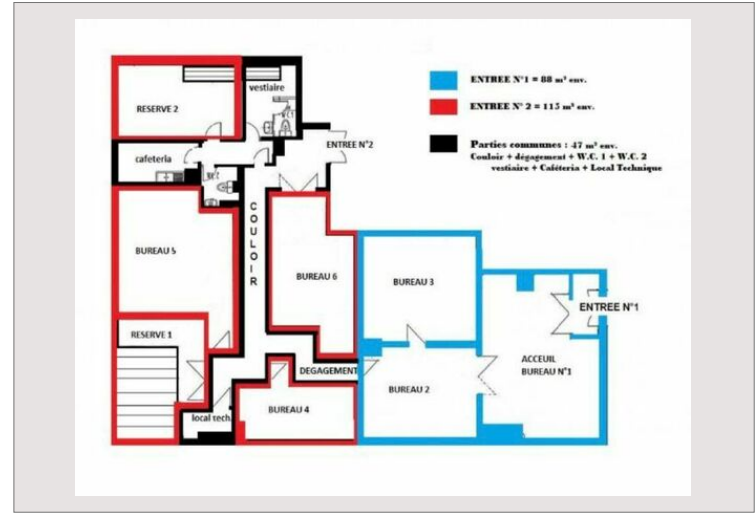 RESERVE 2
vestiaire
W.C 1
ENTREE N°2
cafeteria
W.C 2
BUREAU 5
COULOIR
BUREAU 6
RESERVE 1
DEGAGEMENT
local tech.
BUREAU 4
BUREAU 3
BUREAU 2
ACCEUIL
BUREAU N°1
ENTREE N°1
ENTREE N°1 = 88 m² env.
ENTREE N° 2 = 115 m² env.
Parties communes : 47 m² env.
Couloir + dégagement + W.C. 1 + W.C. 2
vestiaire + Caféteria + Local Technique